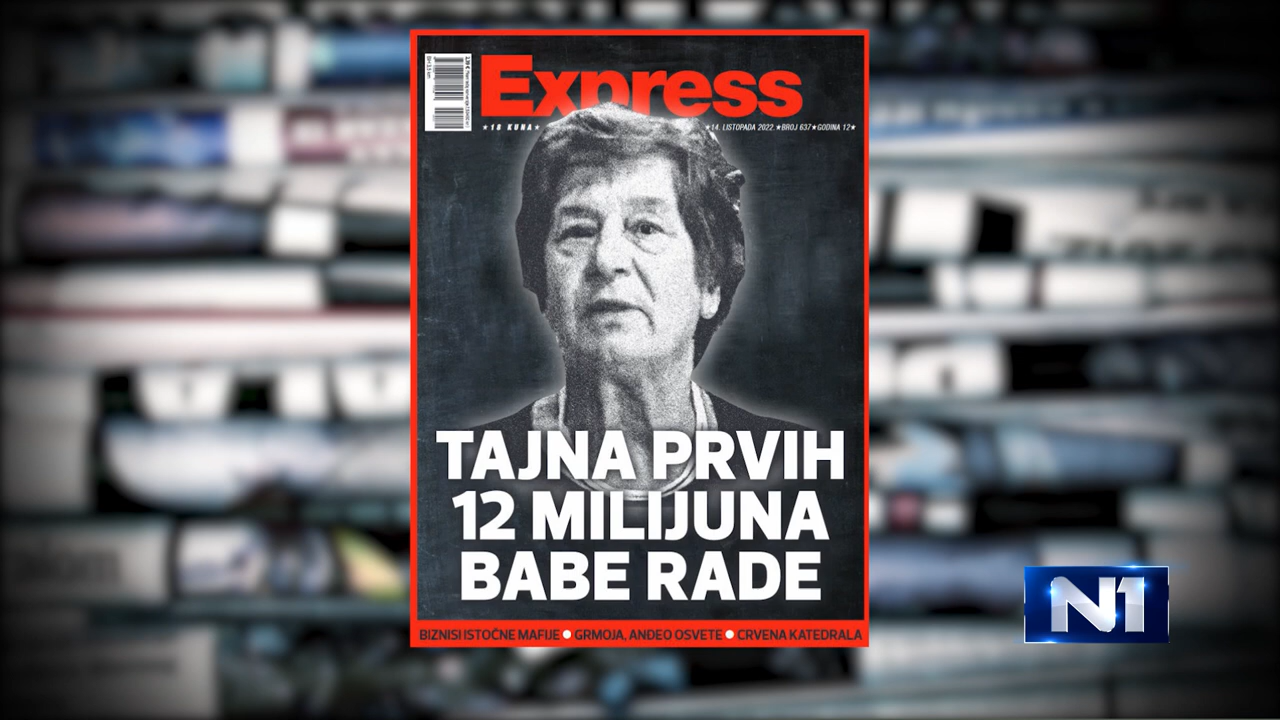 Express
★18 KUNA★
★14. LISTOPADA 2022.★BROJ 637★GODINA 12★
TAJNA PRVIH
12 MILIJUNA
BABE RADE
BIZNISI ISTOČNE MAFIJE ● GRMOJA, ANĐEO OSVETE ● CRVENA KATEDRALA
N1